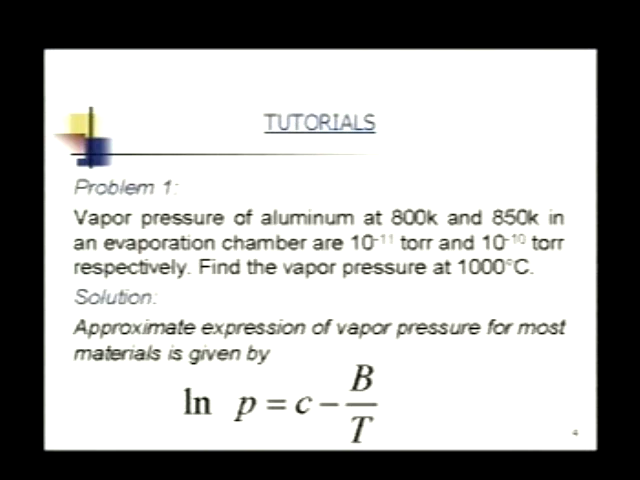 TUTORIALS
Problem 1:
Vapor pressure of aluminum at 800k and 850k in
an evaporation chamber are 10⁻¹¹ torr and 10⁻¹⁰ torr
respectively. Find the vapor pressure at 1000°C.
Solution:
Approximate expression of vapor pressure for most
materials is given by
ln p = c − B/T
4